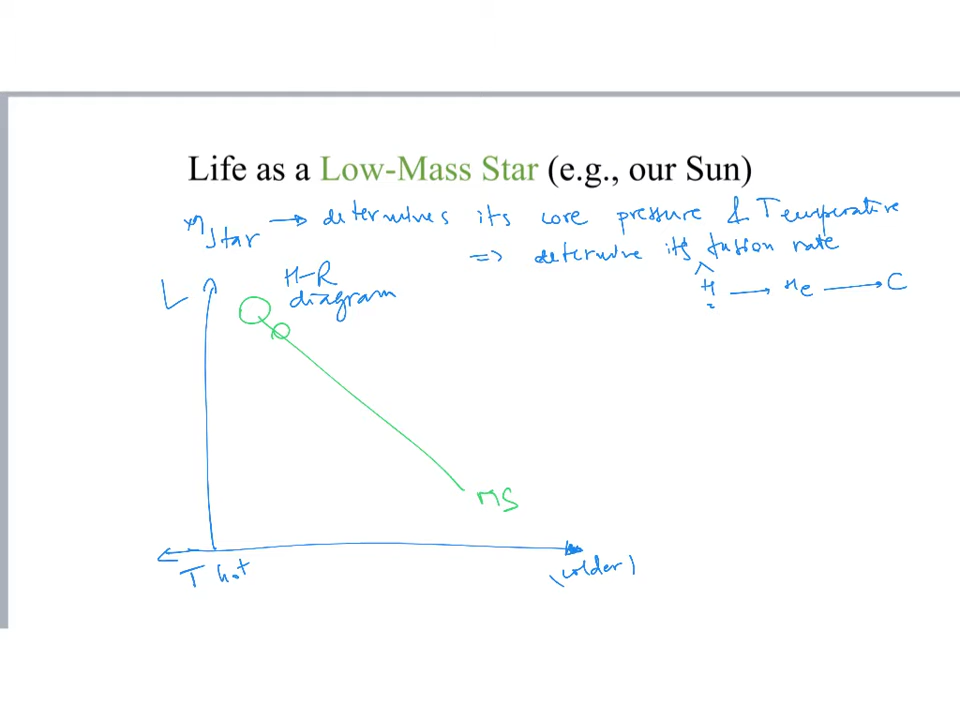 Life as a Low-Mass Star (e.g., our Sun)
M star → determines its core pressure & Temperature
=> determine its fusion rate
H → He → C
H-R
diagram
L
MS
T hot
(colder)